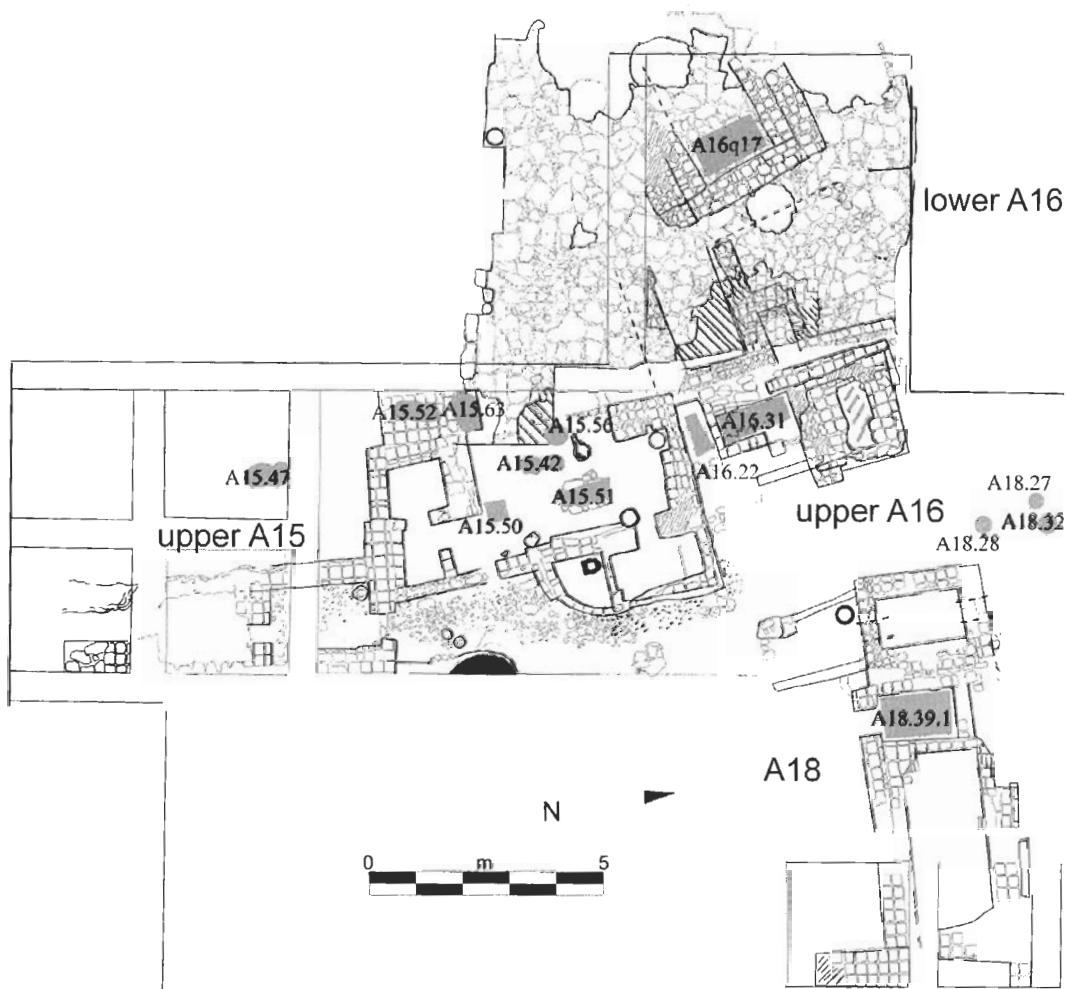 A16q17
lower A16
A15.52
A15.63
A15.56
A16.31
A15.42
A16.22
A15.47
A15.51
A18.27
A15.50
upper A16
A18.32
upper A15
A18.28
A18.39.1
A18
N
0 m 5